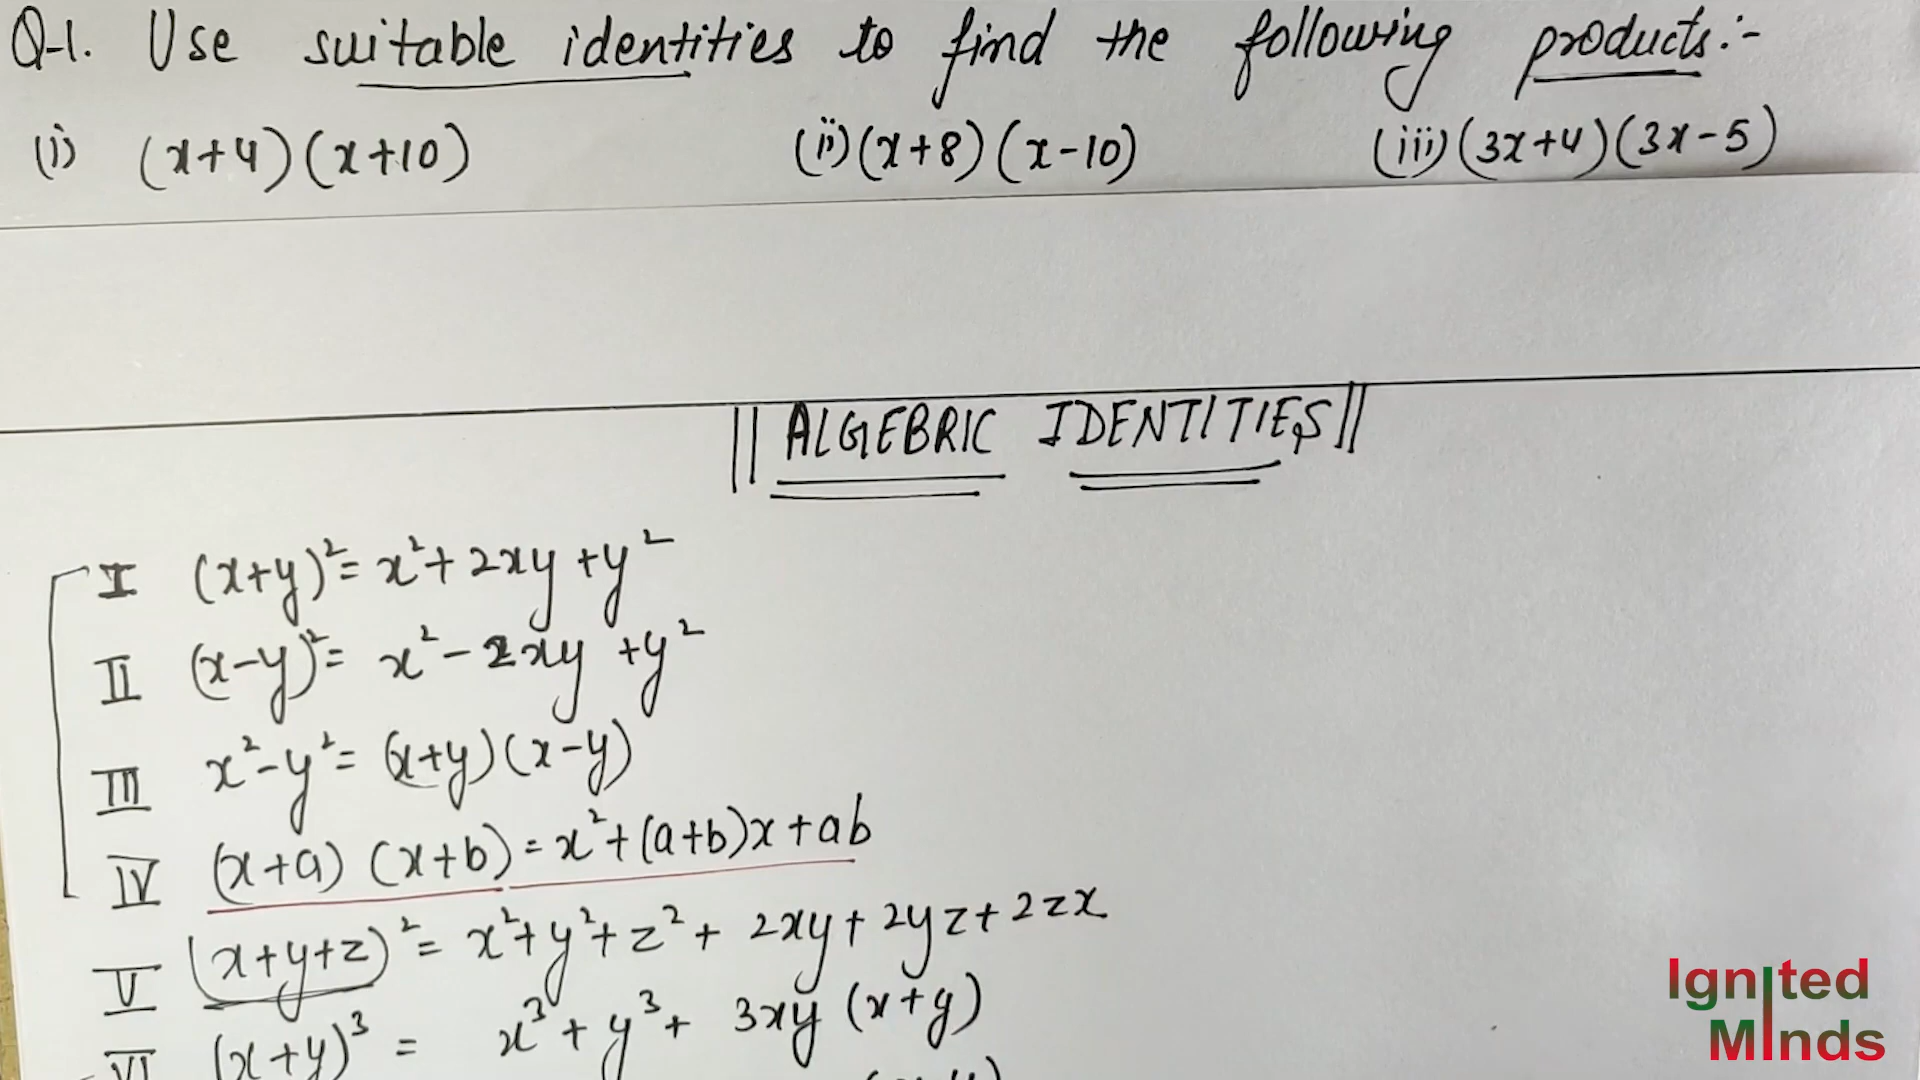 Q-1. Use suitable identities to find the following products:-
(i) (x+4)(x+10) (ii) (x+8)(x-10) (iii) (3x+4)(3x-5)
|| ALGEBRIC IDENTITIES ||
I (x+y)²= x²+2xy+y²
II (x-y)²= x²-2xy+y²
III x²-y²= (x+y)(x-y)
IV (x+a)(x+b)=x²+(a+b)x+ab
V (x+y+z)²= x²+y²+z²+2xy+2yz+2zx
VI (x+y)³ = x³+y³+3xy(x+y)
Ignited
Minds